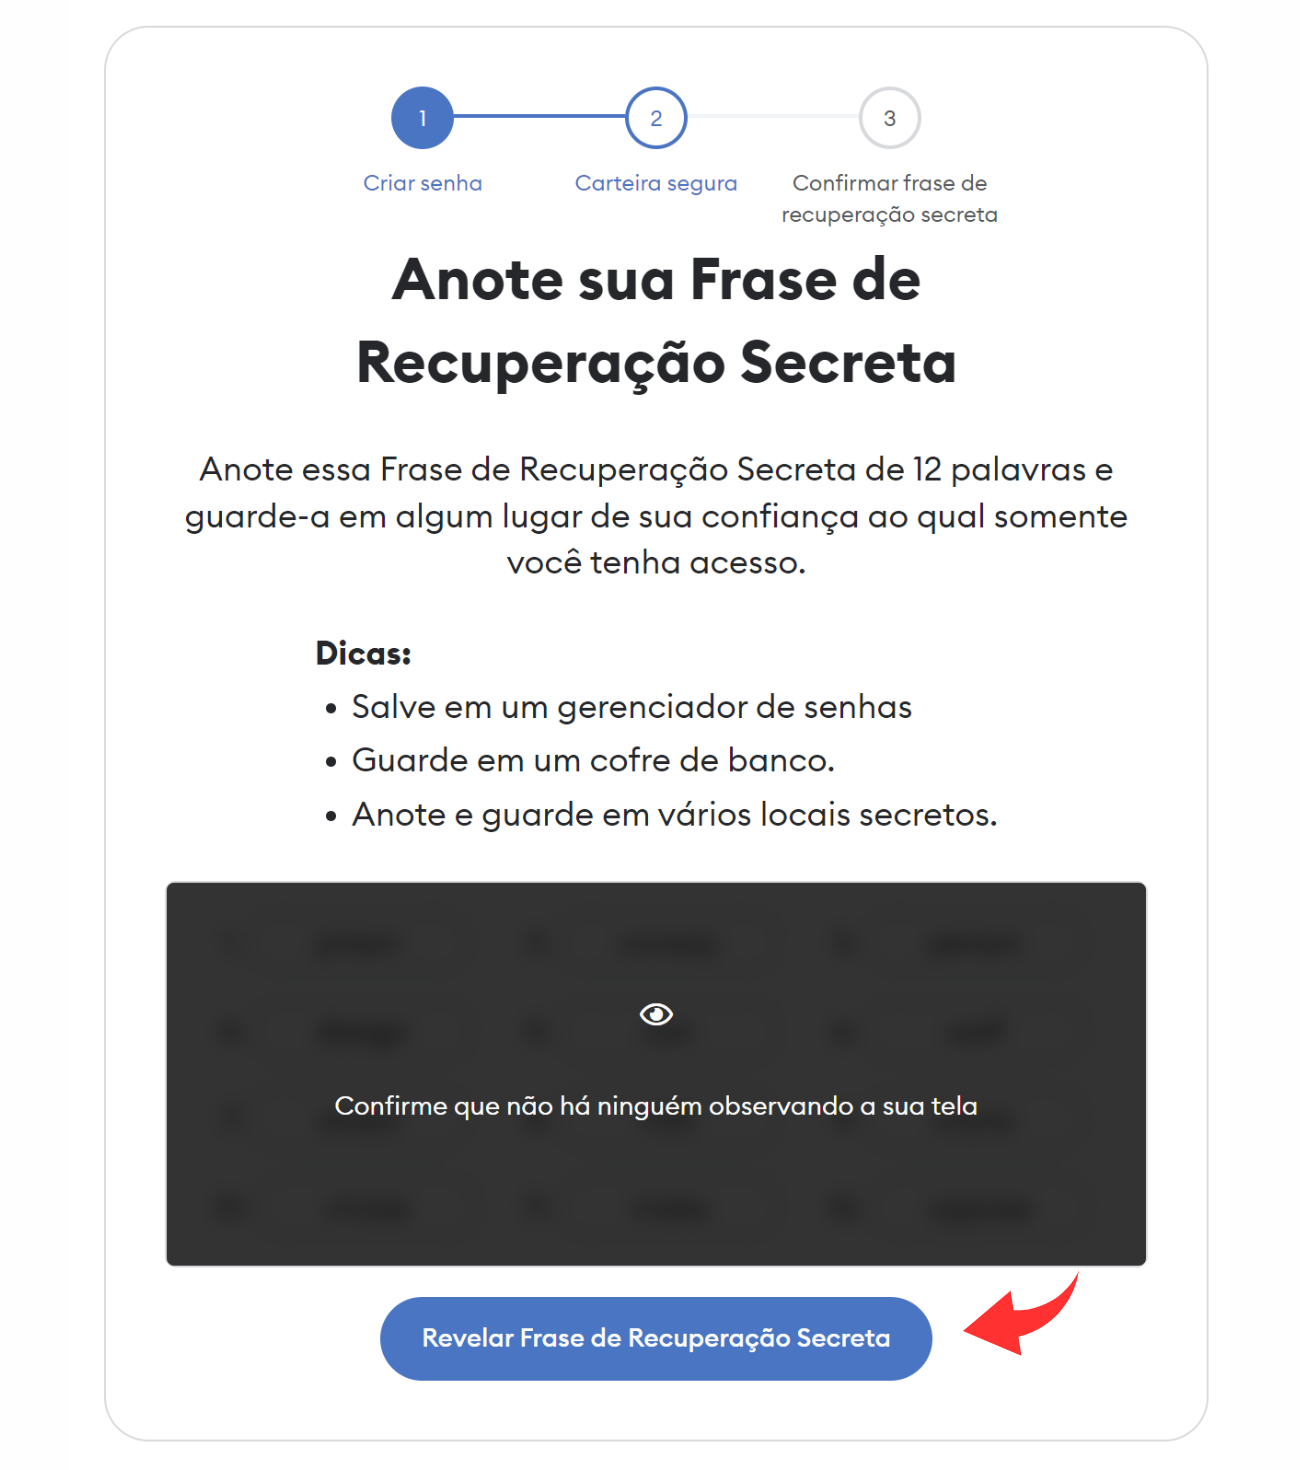 1
2
3
Criar senha
Carteira segura
Confirmar frase de
recuperação secreta
Anote sua Frase de
Recuperação Secreta
Anote essa Frase de Recuperação Secreta de 12 palavras e
guarde-a em algum lugar de sua confiança ao qual somente
você tenha acesso.
Dicas:
• Salve em um gerenciador de senhas
• Guarde em um cofre de banco.
• Anote e guarde em vários locais secretos.
Confirme que não há ninguém observando a sua tela
Revelar Frase de Recuperação Secreta